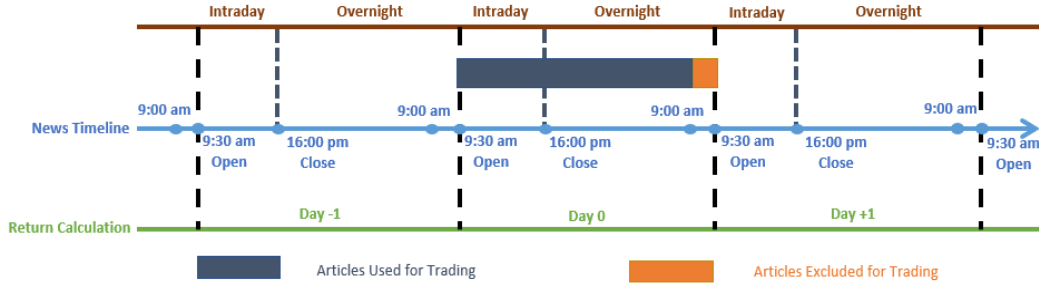 Intraday Overnight Intraday Overnight Intraday Overnight
9:00 am 9:00 am 9:00 am 9:00 am
News Timeline
9:30 am 16:00 pm 9:30 am 16:00 pm 9:30 am 16:00 pm 9:30 am
Open Close Open Close Open Close Open
Day -1 Day 0 Day +1
Return Calculation
Articles Used for Trading Articles Excluded for Trading